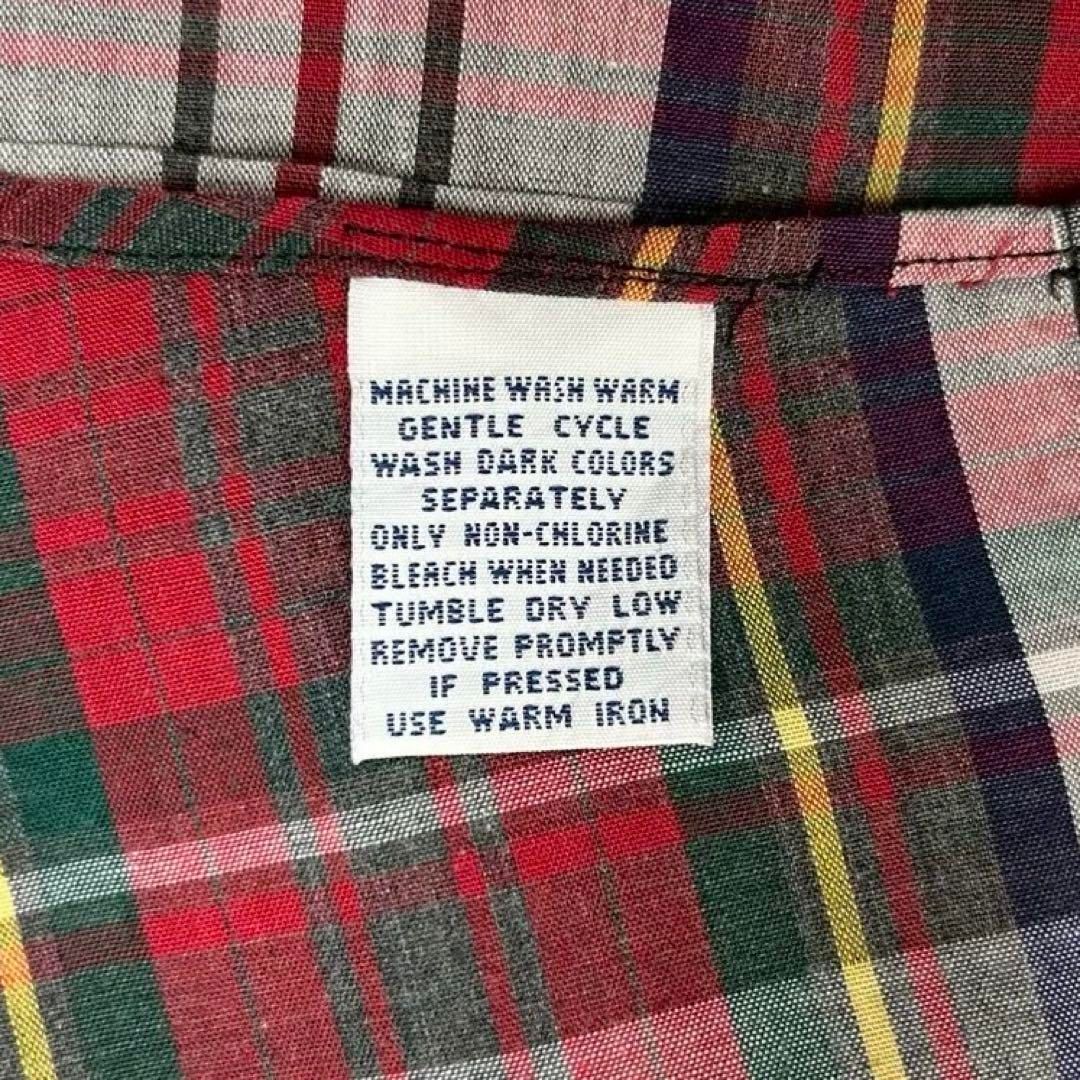 MACHINE WASH WARM
GENTLE CYCLE
WASH DARK COLORS
SEPARATELY
ONLY NON-CHLORINE
BLEACH WHEN NEEDED
TUMBLE DRY LOW
REMOVE PROMPTLY
IF PRESSED
USE WARM IRON